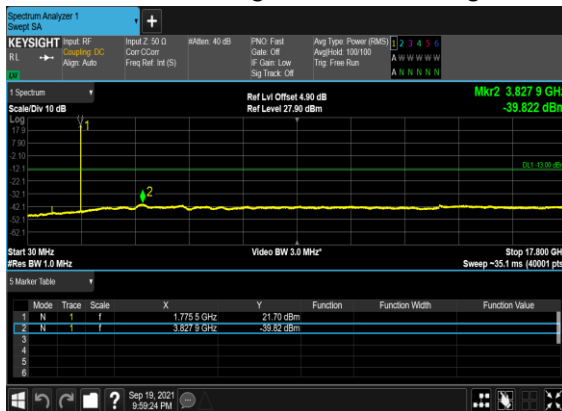 Spectrum Analyzer 1
Swept SA
+
KEYSIGHT Input: RF Input Z: 50 Ω #Atten: 40 dB PNO: Fast Avg Type: Power (RMS) 1 2 3 4 5 6
RL Coupling: DC Corr CCorr Gate: Off Avg|Hold: 100/100 A W W W W W
Align: Auto Freq Ref: Int (S) IF Gain: Low Trig: Free Run
LXI Sig Track: Off A N N N N N
1 Spectrum Ref Lvl Offset 4.90 dB Mkr2 3.827 9 GHz
Scale/Div 10 dB Ref Level 27.90 dBm -39.822 dBm
Log
17.9
1
7.90
-2.10
-12.1 DL1 -13.00 dBm
-22.1
-32.1 2
-42.1
-52.1
-62.1
Start 30 MHz Video BW 3.0 MHz* Stop 17.800 GHz
#Res BW 1.0 MHz Sweep ~35.1 ms (40001 pts)
5 Marker Table
Mode Trace Scale X Y Function Function Width Function Value
1 N 1 f 1.775 5 GHz 21.70 dBm
2 N 1 f 3.827 9 GHz -39.82 dBm
3
4
5
6
? Sep 19, 2021
9:59:24 PM